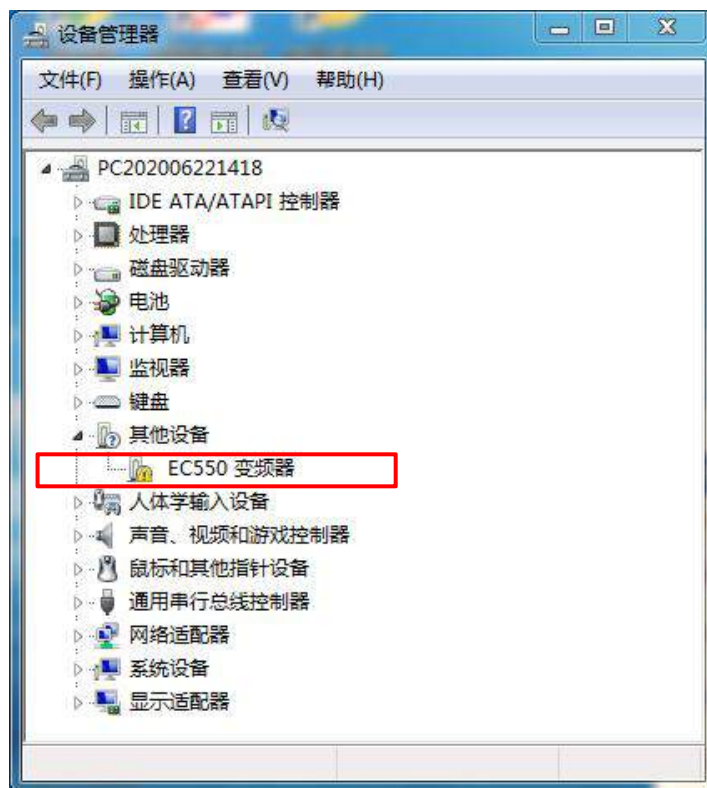 设备管理器
文件(F) 操作(A) 查看(V) 帮助(H)
PC202006221418
IDE ATA/ATAPI 控制器
处理器
磁盘驱动器
电池
计算机
监视器
键盘
其他设备
EC550 变频器
人体学输入设备
声音、视频和游戏控制器
鼠标和其他指针设备
通用串行总线控制器
网络适配器
系统设备
显示适配器